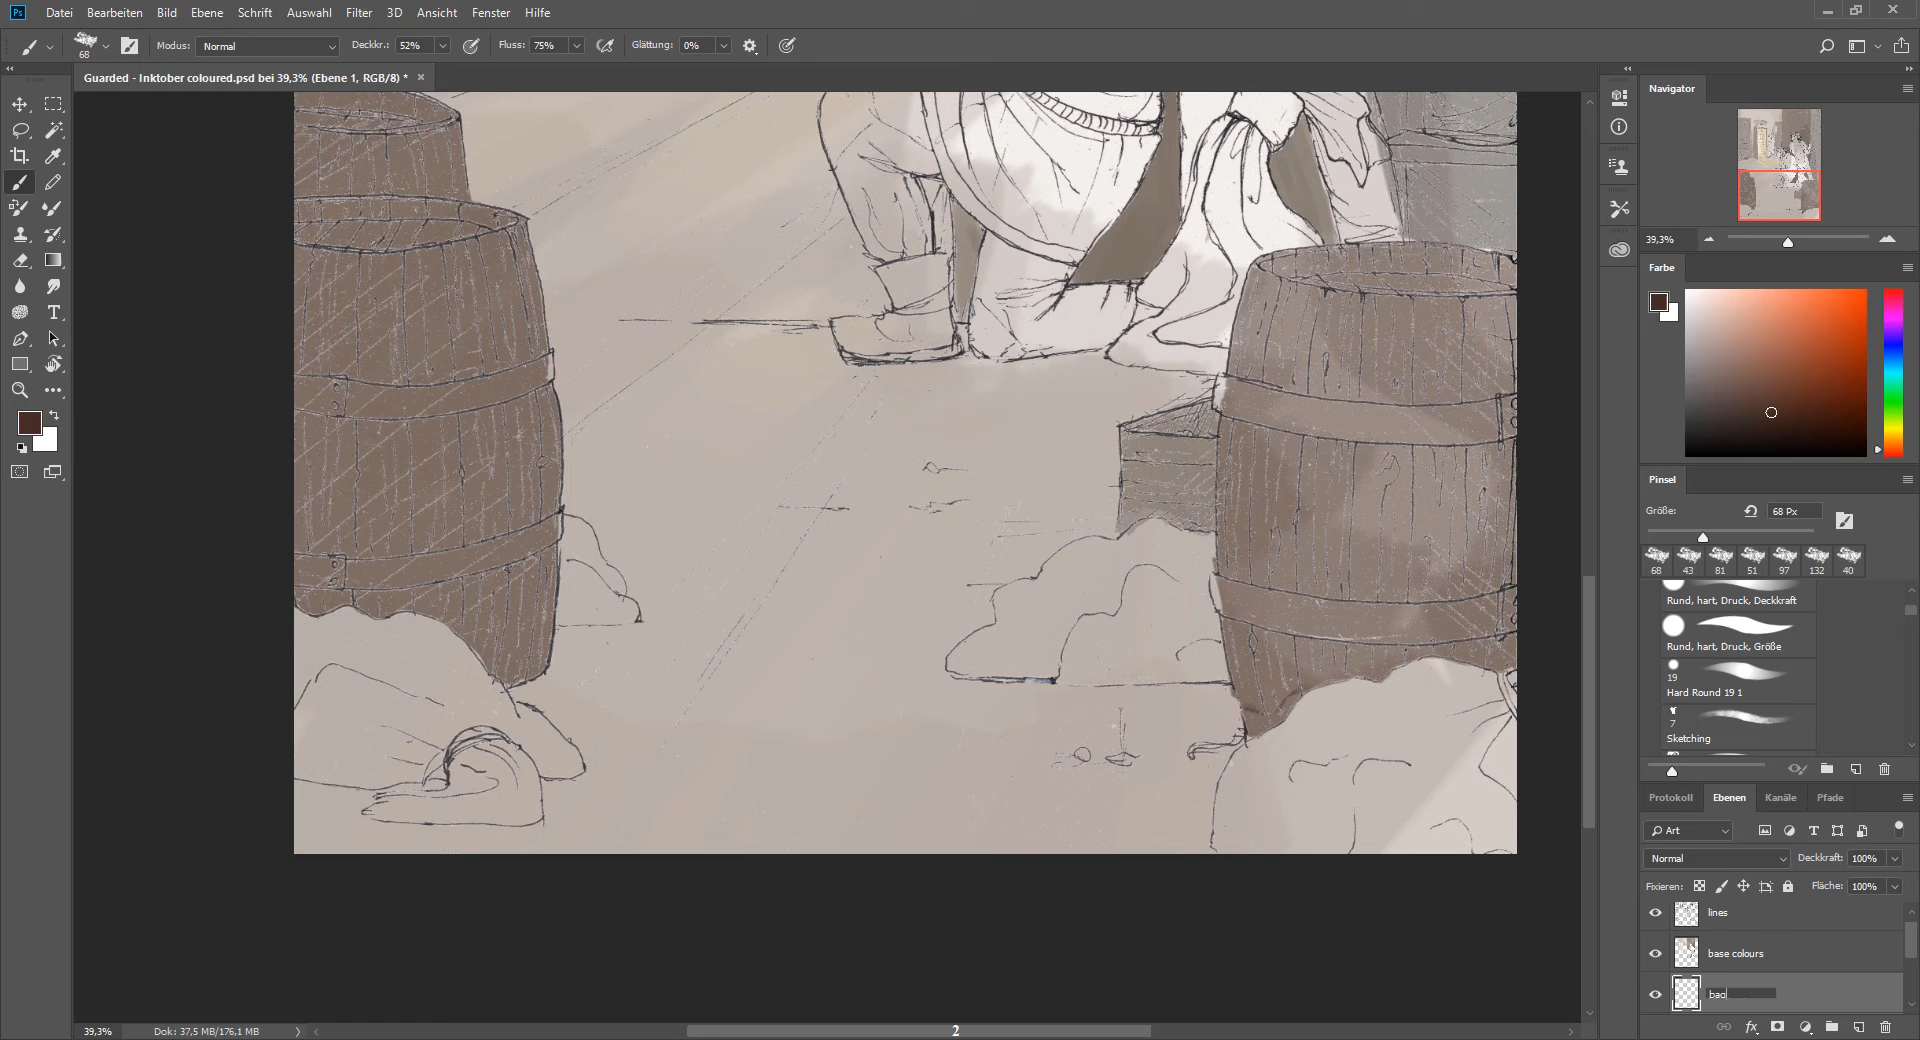 Ps Datei Bearbeiten Bild Ebene Schrift Auswahl Filter 3D Ansicht Fenster Hilfe
68 Modus: Normal Deckkr.: 52% Fluss: 75% Glättung: 0%
Guarded - Inktober coloured.psd bei 39,3% (Ebene 1, RGB/8) *
Navigator
39,3%
Farbe
Pinsel
Größe: 68 Px
68 43 81 51 97 132 40
Rund, hart, Druck, Deckkraft
Rund, hart, Druck, Größe
19
Hard Round 19 1
7
Sketching
Protokoll Ebenen Kanäle Pfade
Art
Normal Deckkraft: 100%
Fixieren: Fläche: 100%
lines
base colours
bag
fx
39,3% Dok: 37,5 MB/176,1 MB
2